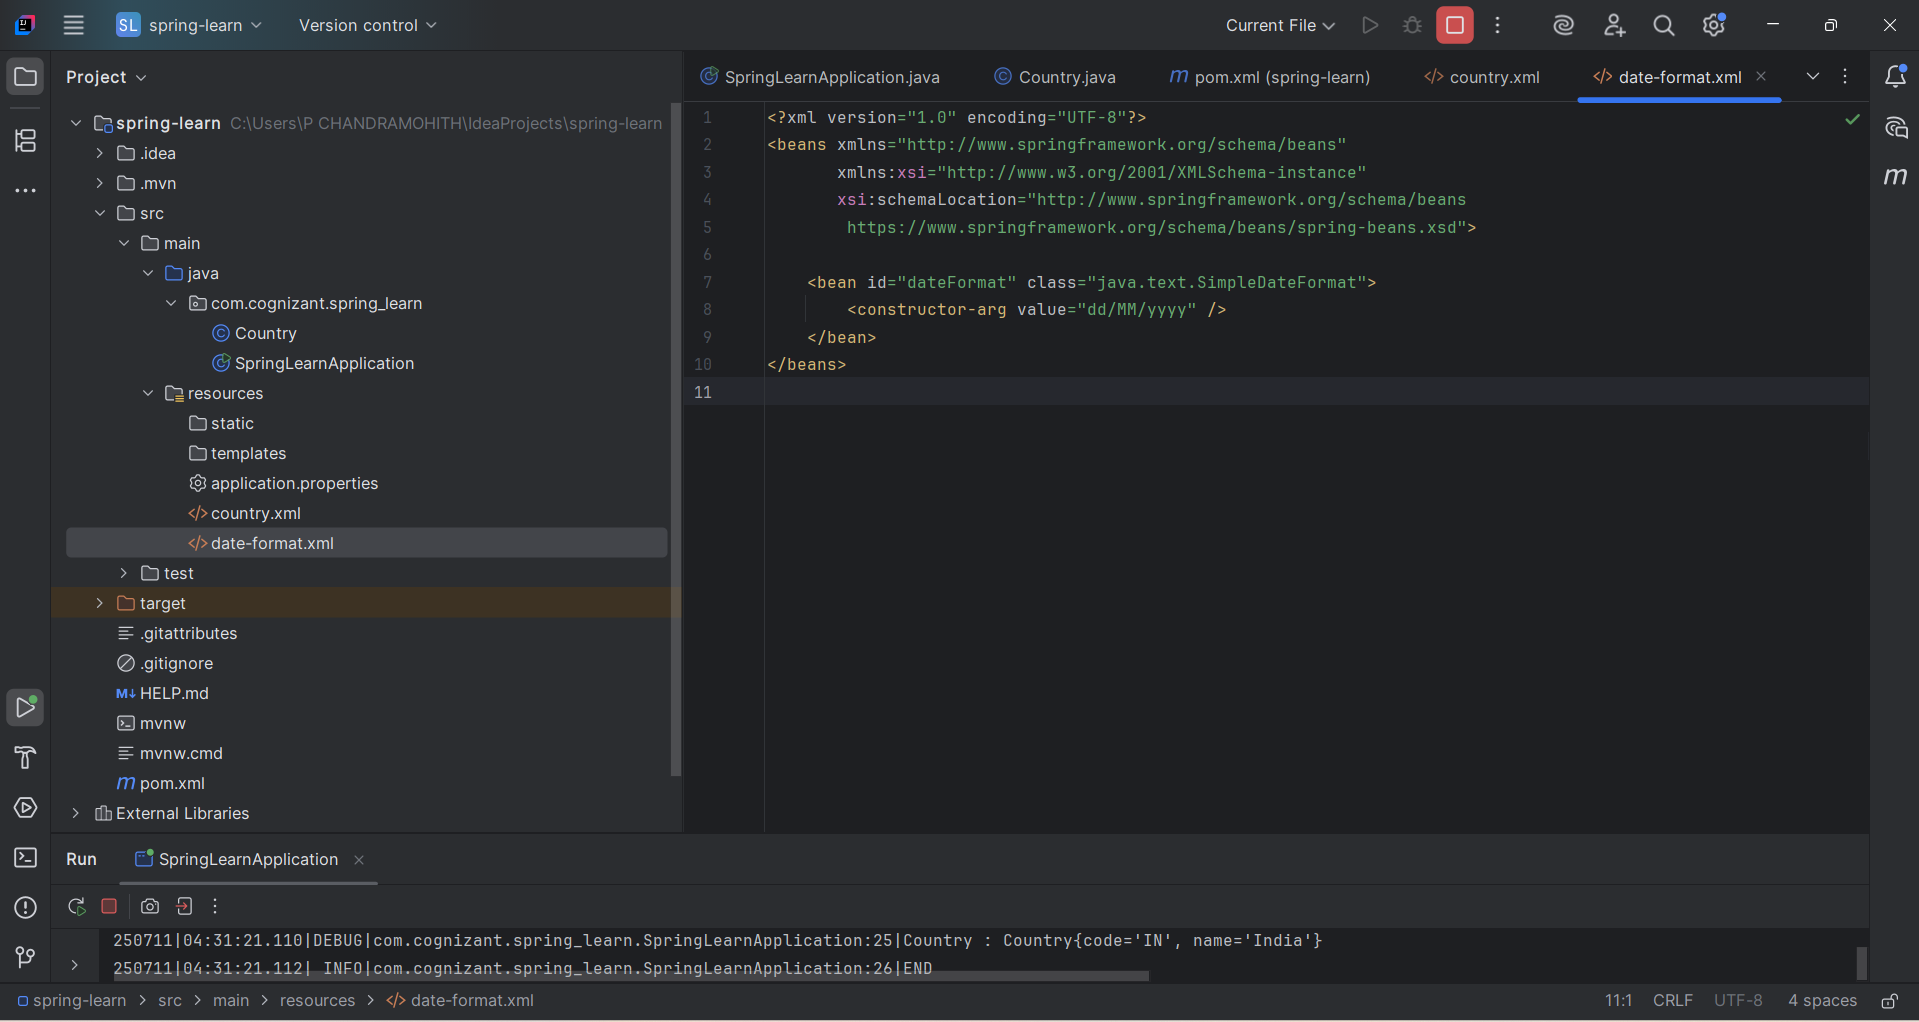 SL spring-learn Version control Current File
Project
SpringLearnApplication.java Country.java m pom.xml (spring-learn) </> country.xml </> date-format.xml
spring-learn C:\Users\P CHANDRAMOHITH\IdeaProjects\spring-learn
.idea
.mvn
src
main
java
com.cognizant.spring_learn
Country
SpringLearnApplication
resources
static
templates
application.properties
</> country.xml
</> date-format.xml
test
target
.gitattributes
.gitignore
M↓ HELP.md
mvnw
mvnw.cmd
m pom.xml
External Libraries
1 <?xml version="1.0" encoding="UTF-8"?>
2 <beans xmlns="http://www.springframework.org/schema/beans"
3 xmlns:xsi="http://www.w3.org/2001/XMLSchema-instance"
4 xsi:schemaLocation="http://www.springframework.org/schema/beans
5 https://www.springframework.org/schema/beans/spring-beans.xsd">
6
7 <bean id="dateFormat" class="java.text.SimpleDateFormat">
8 <constructor-arg value="dd/MM/yyyy" />
9 </bean>
10 </beans>
11
m
Run SpringLearnApplication
250711|04:31:21.110|DEBUG|com.cognizant.spring_learn.SpringLearnApplication:25|Country : Country{code='IN', name='India'}
250711|04:31:21.112| INFO|com.cognizant.spring_learn.SpringLearnApplication:26|END
spring-learn > src > main > resources > </> date-format.xml 11:1 CRLF UTF-8 4 spaces